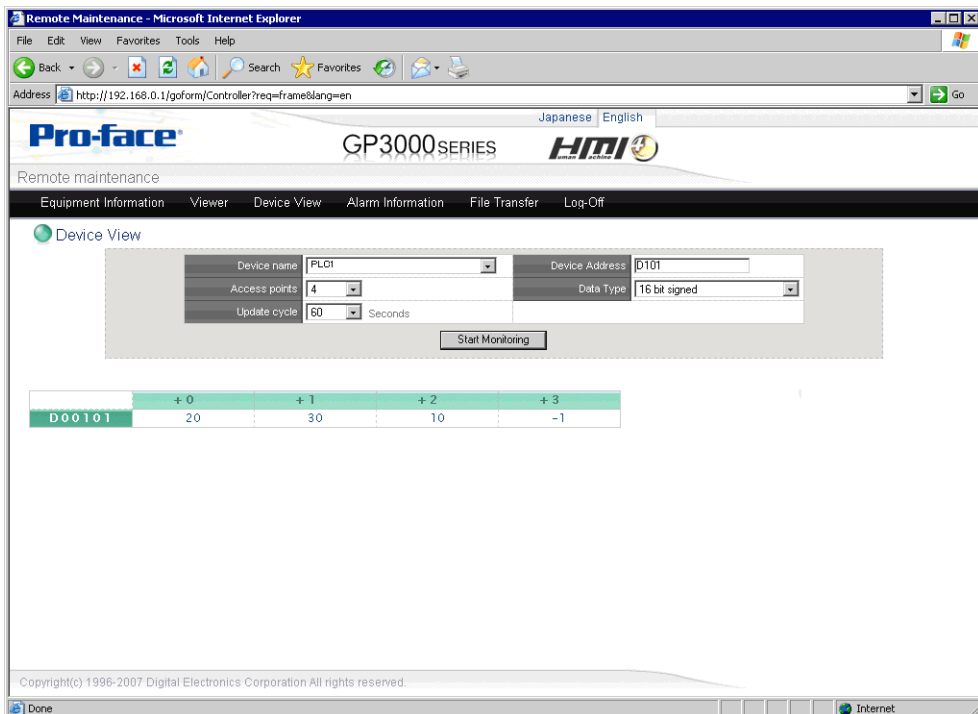 Remote Maintenance - Microsoft Internet Explorer
File Edit View Favorites Tools Help
Back Search Favorites
Address http://192.168.0.1/goform/Controller?req=frame&lang=en Go
Japanese English
Pro-face GP3000 SERIES HMI
uman achine
Remote maintenance
Equipment Information Viewer Device View Alarm Information File Transfer Log-Off
Device View
Device name PLC1 Device Address D101
Access points 4 Data Type 16 bit signed
Update cycle 60 Seconds
Start Monitoring
+0 +1 +2 +3
D00101 20 30 10 -1
Copyright(c) 1996-2007 Digital Electronics Corporation All rights reserved.
Done Internet